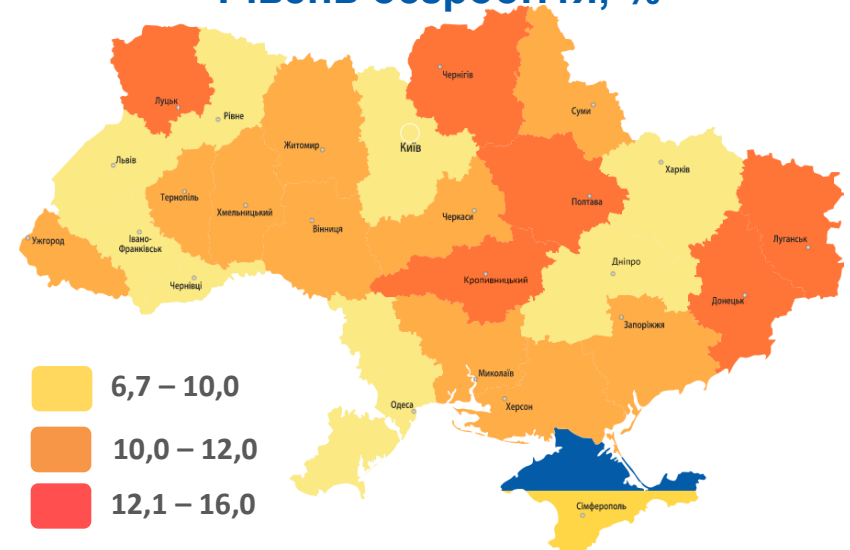 Рівень безробіття, %
Чернігів
Луцьк
Суми
Рівне
Житомир
Київ
Львів
Харків
Тернопіль
Полтава
Хмельницький
Черкаси
Вінниця
Ужгород
Івано-
Франківськ
Луганськ
Дніпро
Чернівці
Кропивницький
Донецьк
Запоріжжя
Миколаїв
6,7 – 10,0
Одеса
Херсон
10,0 – 12,0
12,1 – 16,0
Сімферополь